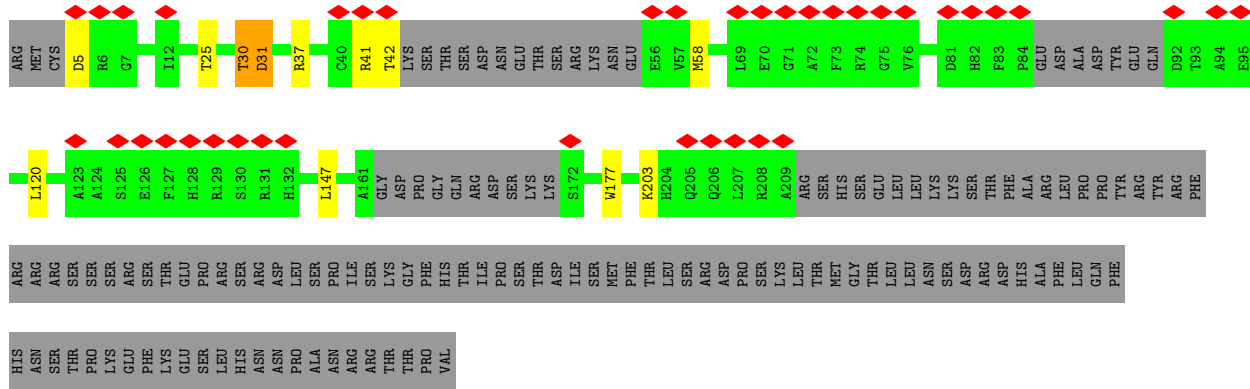 ARG MET CYS D5 R6 G7 I12 T25 T30 D31 R37 C40 R41 T42 LYS SER THR SER ASP ASN GLU THR SER ARG LYS ASN GLU E56 V57 M58 L69 E70 G71 A72 F73 R74 G75 V76 D81 H82 F83 P84 GLU ASP ALA ASP TYR GLU GLN D92 T93 A94 E95
L120 A123 A124 S125 E126 F127 H128 R129 S130 R131 H132 L147 A161 GLY ASP PRO GLY GLN ARG ASP SER LYS LYS S172 W177 K203 H204 Q205 Q206 L207 R208 A209 ARG SER HIS SER GLU LEU LEU LYS LYS SER THR PHE ALA ARG LEU PRO PRO TYR ARG TYR ARG PHE
ARG ARG ARG SER SER SER ARG SER THR GLU PRO ARG SER ARG ASP LEU SER PRO ILE SER LYS GLY PHE HIS THR ILE PRO SER THR ASP ILE SER MET PHE THR LEU SER ARG ASP PRO SER LYS LEU THR MET GLY THR LEU LEU ASN SER ASP ARG ASP HIS ALA PHE LEU GLN PHE
HIS ASN SER THR PRO LYS GLU PHE LYS GLU SER LEU HIS ASN ASN PRO ALA ASN ARG ARG THR THR PRO VAL